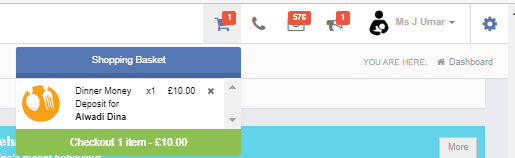 1
576
1
Ms J Umar
Shopping Basket
YOU ARE HERE: Dashboard
Dinner Money x1 £10.00
Deposit for
Alwadi Dina
Checkout 1 item - £10.00
More